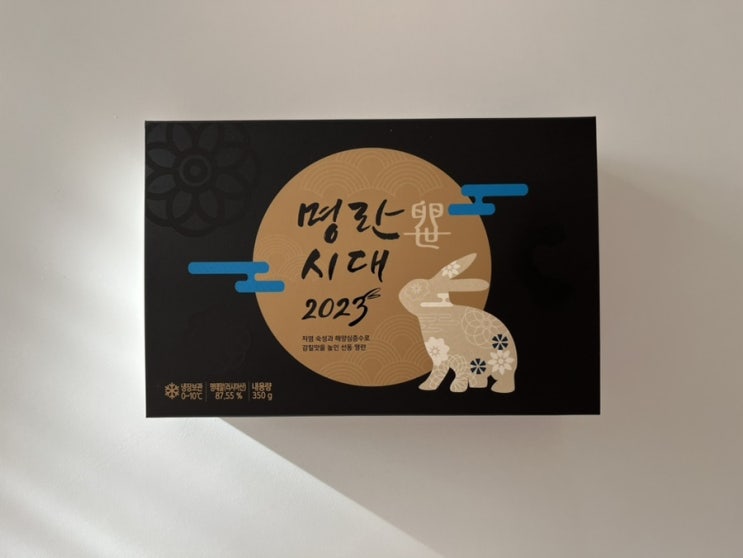 명란
시대
2023
저염 숙성과 해양심층수로
감칠맛을 높인 선동 명란
냉장보관
0~10℃
명태알(러시아산)
87.55 %
내용량
350 g